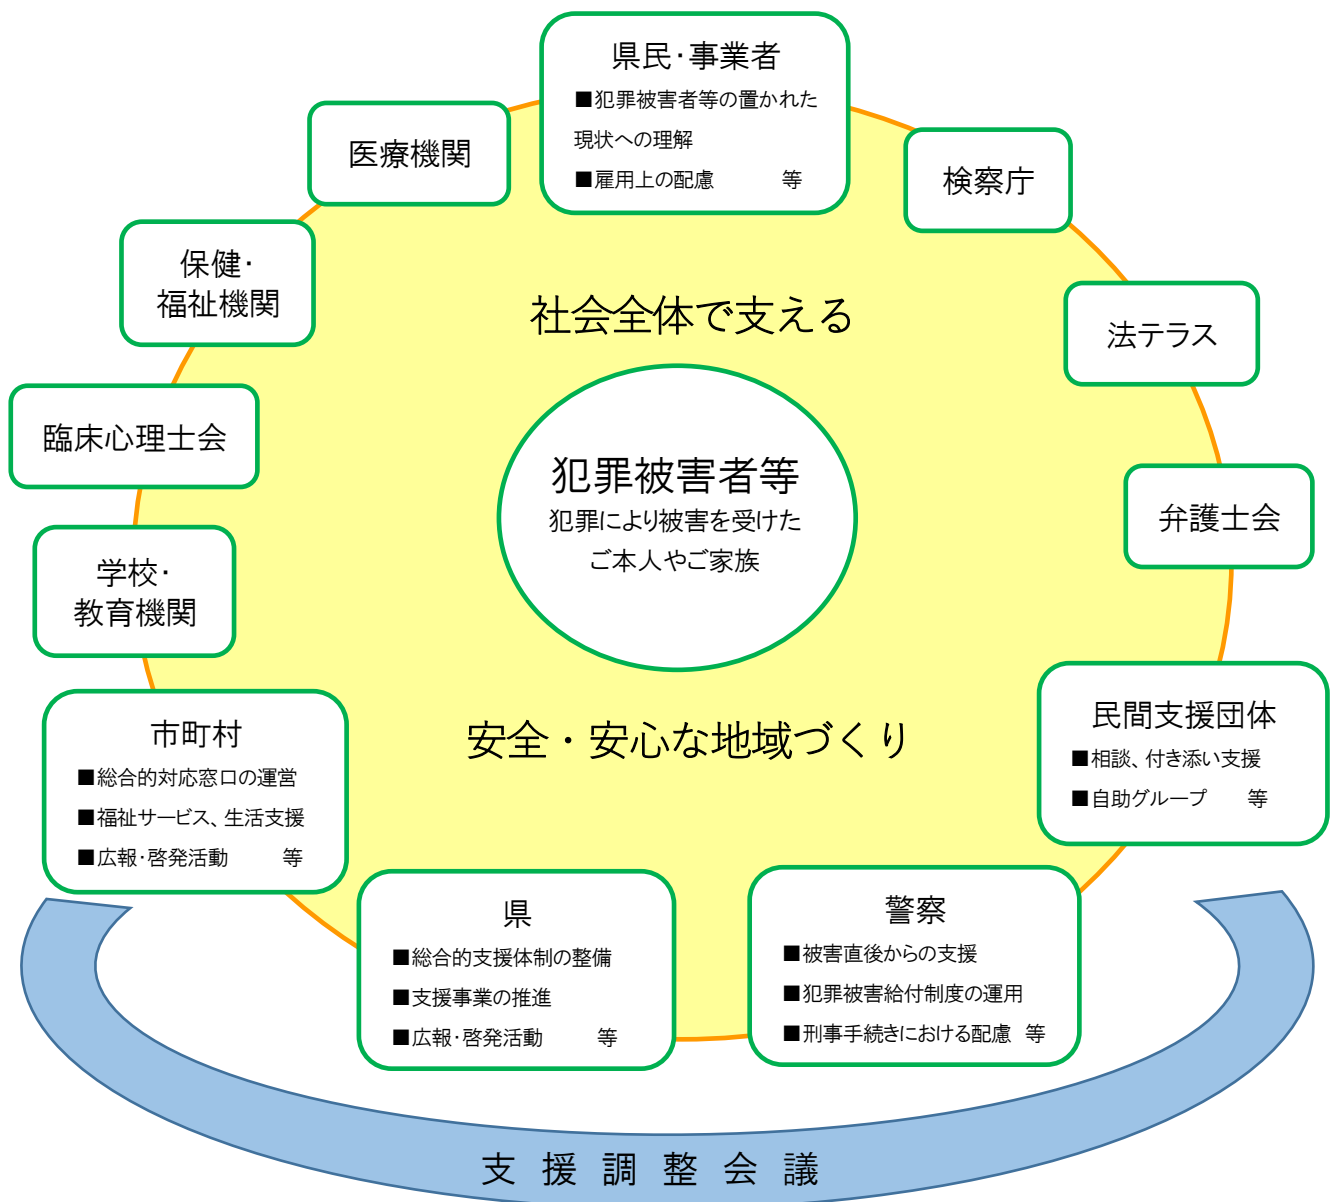 県民・事業者
■犯罪被害者等の置かれた
現状への理解
■雇用上の配慮　等
医療機関
検察庁
保健・
福祉機関
法テラス
社会全体で支える
臨床心理士会
犯罪被害者等
犯罪により被害を受けた
ご本人やご家族
弁護士会
学校・
教育機関
安全・安心な地域づくり
市町村
■総合的対応窓口の運営
■福祉サービス、生活支援
■広報・啓発活動　等
民間支援団体
■相談、付き添い支援
■自助グループ　等
県
■総合的支援体制の整備
■支援事業の推進
■広報・啓発活動　等
警察
■被害直後からの支援
■犯罪被害給付制度の運用
■刑事手続きにおける配慮　等
支援調整会議